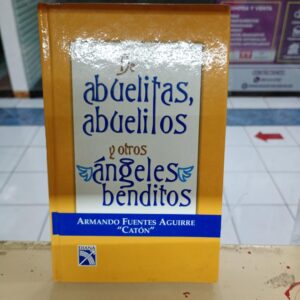 De
abuelitas,
abuelitos
y otros
ángeles
benditos
ARMANDO FUENTES AGUIRRE
"CATÓN"
DIANA